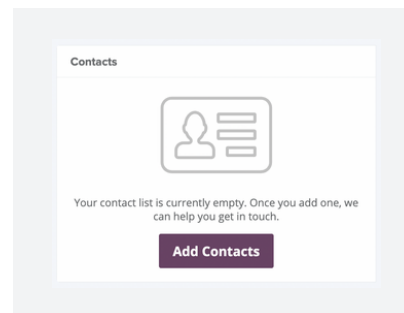 Contacts
Your contact list is currently empty. Once you add one, we
can help you get in touch.
Add Contacts